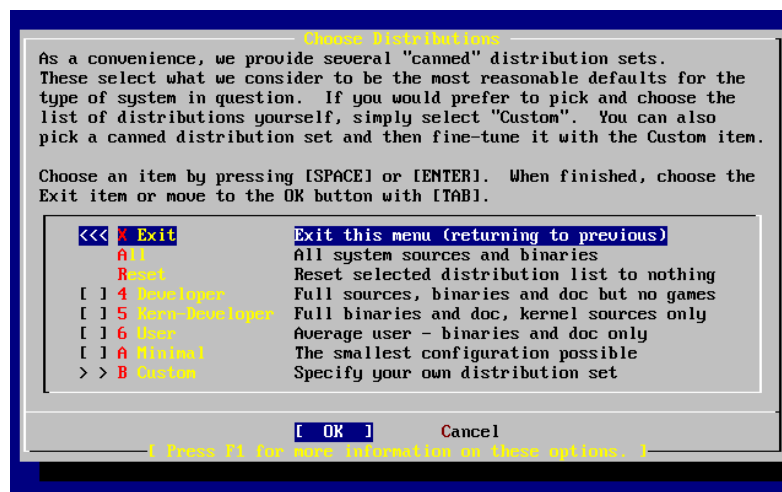 Choose Distributions
As a convenience, we provide several "canned" distribution sets.
These select what we consider to be the most reasonable defaults for the
type of system in question.  If you would prefer to pick and choose the
list of distributions yourself, simply select "Custom".  You can also
pick a canned distribution set and then fine-tune it with the Custom item.
Choose an item by pressing [SPACE] or [ENTER].  When finished, choose the
Exit item or move to the OK button with [TAB].
<<< X Exit Exit this menu (returning to previous)
All All system sources and binaries
Reset Reset selected distribution list to nothing
[ ] 4 Developer Full sources, binaries and doc but no games
[ ] 5 Kern-Developer Full binaries and doc, kernel sources only
[ ] 6 User Average user - binaries and doc only
[ ] A Minimal The smallest configuration possible
> > B Custom Specify your own distribution set
[ OK ] Cancel
[ Press F1 for more information on these options. ]